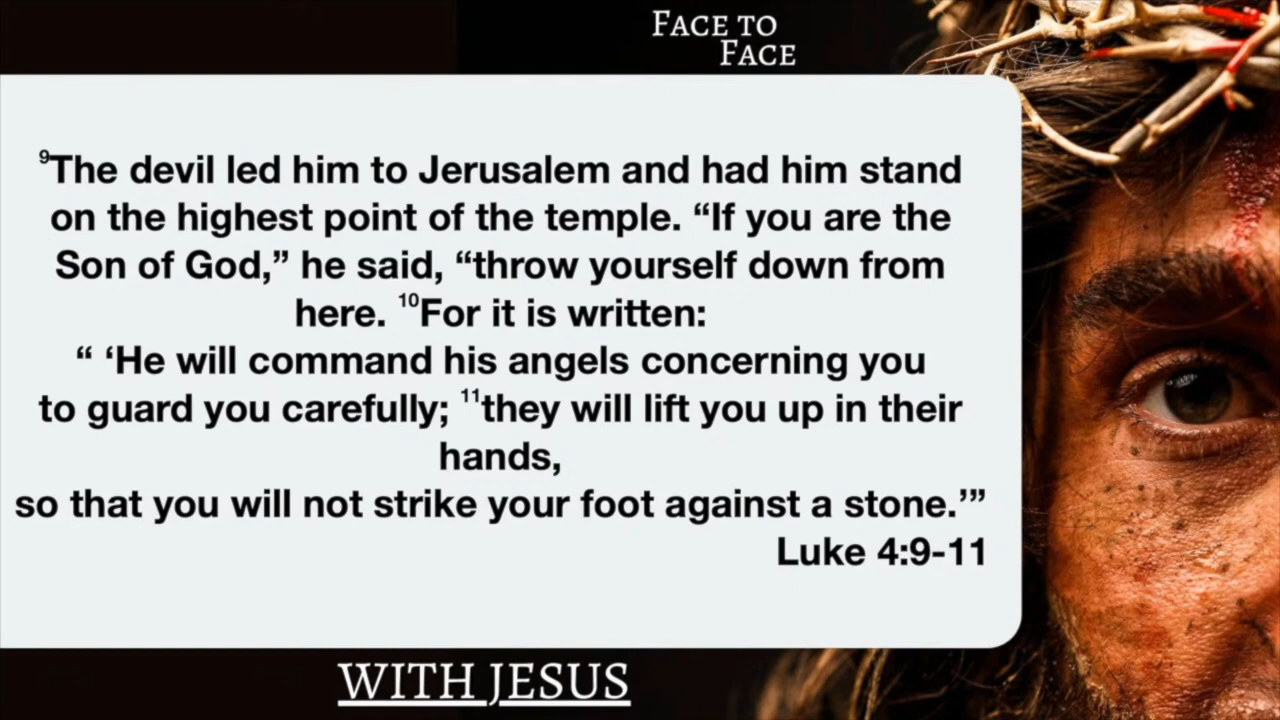 FACE TO
FACE
⁹The devil led him to Jerusalem and had him stand
on the highest point of the temple. “If you are the
Son of God,” he said, “throw yourself down from
here. ¹⁰For it is written:
“ ‘He will command his angels concerning you
to guard you carefully; ¹¹they will lift you up in their
hands,
so that you will not strike your foot against a stone.’”
Luke 4:9-11
WITH JESUS